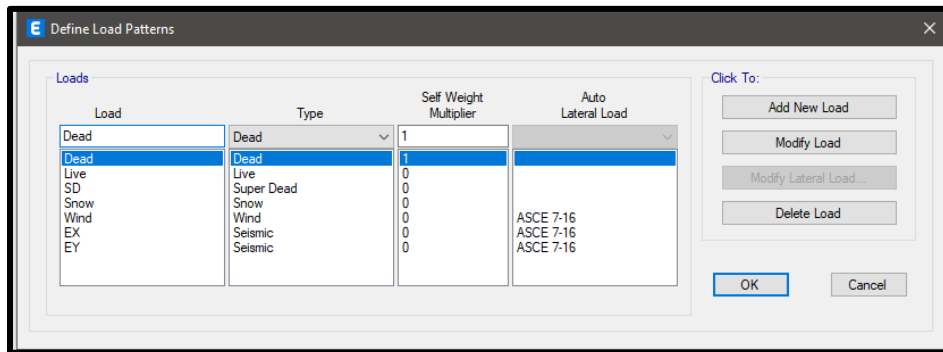 E Define Load Patterns
Loads
Click To:
Load Type Self Weight Multiplier Auto Lateral Load
Add New Load
Dead Dead 1
Modify Load
Dead Dead 1
Live Live 0
Modify Lateral Load...
SD Super Dead 0
Snow Snow 0
Wind Wind 0 ASCE 7-16
Delete Load
EX Seismic 0 ASCE 7-16
EY Seismic 0 ASCE 7-16
OK Cancel